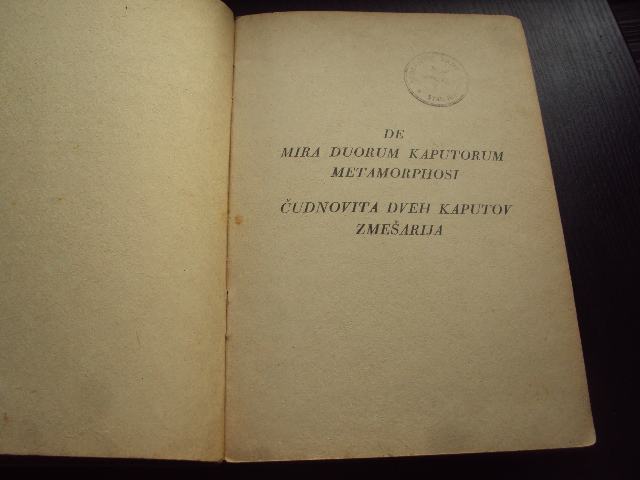 DE
MIRA DUORUM KAPUTORUM
METAMORPHOSI
ČUDNOVITA DVEH KAPUTOV
ZMEŠARIJA